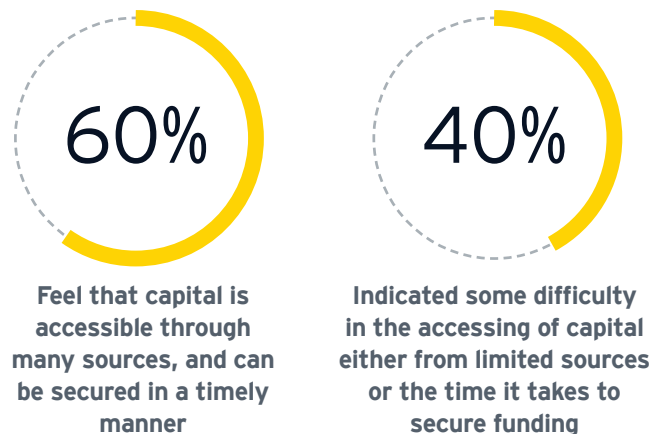 60%
Feel that capital is
accessible through
many sources, and can
be secured in a timely
manner
40%
Indicated some difficulty
in the accessing of capital
either from limited sources
or the time it takes to
secure funding